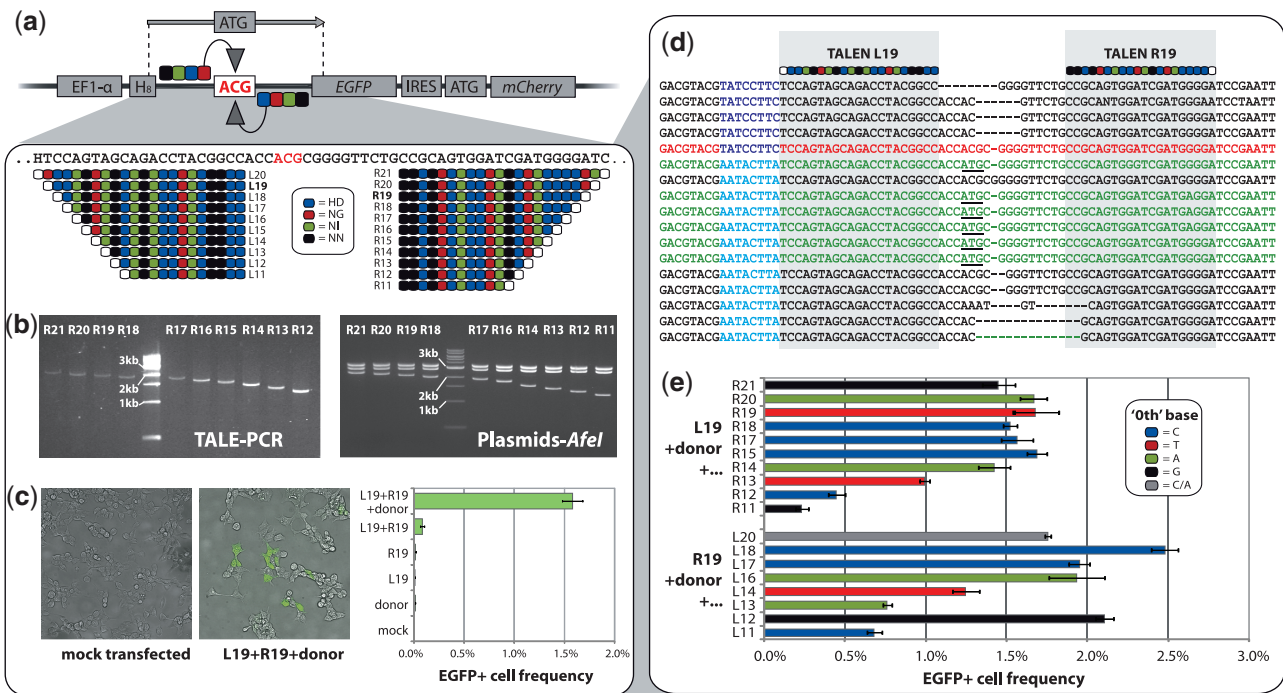 (a)
ATG
EF1-α H8 ACG EGFP IRES ATG mCherry
..HTCCAGTAGCAGACCTACGGCCACCACGCGGGGTTCTGCCGCAGTGGATCGATGGGGATC..
L20
L19
L18
L17
L16
L15
L14
L13
L12
L11
= HD
= NG
= NI
= NN
R21
R20
R19
R18
R17
R16
R15
R14
R13
R12
R11
(b)
R21 R20 R19 R18 R17 R16 R15 R14 R13 R12
3kb
2kb
1kb
TALE-PCR
R21 R20 R19 R18 R17 R16 R14 R13 R12 R11
3kb
2kb
1kb
Plasmids-AfeI
(c)
mock transfected
L19+R19+donor
L19+R19
+donor
L19+R19
R19
L19
donor
mock
0.0% 0.5% 1.0% 1.5% 2.0%
EGFP+ cell frequency
(d)
TALEN L19 TALEN R19
GACGTACGTATCCTTCTCCAGTAGCAGACCTACGGCC---------GGGGTTCTGCCGCAGTGGATCGATGGGGATCCGAATT
GACGTACGTATCCTTCTCCAGTAGCAGACCTACGGCCACCAC------GTTCTGCCGCANTGGATCGATGGGGAATCCTAATT
GACGTACGTATCCTTCTCCAGTAGCAGACCTACGGCCACCAC------GTTCTGCCGCAGTGGATCGATGGGGATCCGAATT
GACGTACGTATCCTTCTCCAGTAGCAGACCTACGGCCACCAC------GTTCTGCCGCAGTGGATCGATGGGGATCCGAATT
GACGTACGTATCCTTCTCCAGTAGCAGACCTACGGCCACCACGCGGGGTTCTGCCGCAGTGGATCGATGGGGATCCGAATT
GACGTACGAATACTTATCCAGTAGCAGACCTACGGCCACCATGC-GGGGTTCTGCCGCAGTGGGTCGATGGGGATCCGAATT
GACGTACGAATACTTATCCAGTAGCAGACCTACGGCCACCACGCGGGGTTCTGCCGCAGTGGATCGATGGGGATCCGAATT
GACGTACGAATACTTATCCAGTAGCAGACCTACGGCCACCATGC-GGGGTTCTGCCGCAGTGGATCGATGAGGATCCGAATT
GACGTACGAATACTTATCCAGTAGCAGACCTACGGCCACCATGC-GGGGTTCTGCCGCAGTGGATCGATGGGGATCCGAATT
GACGTACGAATACTTATCCAGTAGCAGACCTACGGCCACCATGC-GGGGTTCTGCCGCAGTGGATCGATGGGGATCCGAATT
GACGTACGAATACTTATCCAGTAGCAGACCTACGGCCACCATGC-GGGGTTCTGCCGCAGTGGATCGATGGGGATCCGAATT
GACGTACGAATACTTATCCAGTAGCAGACCTACGGCCACCACGC---GGGTTCTGCCGCAGTGGATCGATGGGGATCCGAATT
GACGTACGAATACTTATCCAGTAGCAGACCTACGGCCACCACGC--GGGGTTCTGCCGCAGTGGATCGATGGGGATCCGAATT
GACGTACGAATACTTATCCAGTAGCAGACCTACGGCCACCAAAT---GT-------CAGTGGATCGATGGGGATCCGAATT
GACGTACGAATACTTATCCAGTAGCAGACCTACGGCCACCAC---------------GCAGTGGATCGATGGGGATCCGAATT
GACGTACGAATACTTATCCAGTAGCAGACCTACGGCCACCAC---------------GCAGTGGATCGATGGGGATCCGAATT
(e)
R21
R20
R19
R18
R17
R15
R14
R13
R12
R11
L19
+donor
+...
L20
L18
L17
L16
L14
L13
L12
L11
R19
+donor
+...
'0th' base
= C
= T
= A
= G
= C/A
0.0% 0.5% 1.0% 1.5% 2.0% 2.5% 3.0%
EGFP+ cell frequency